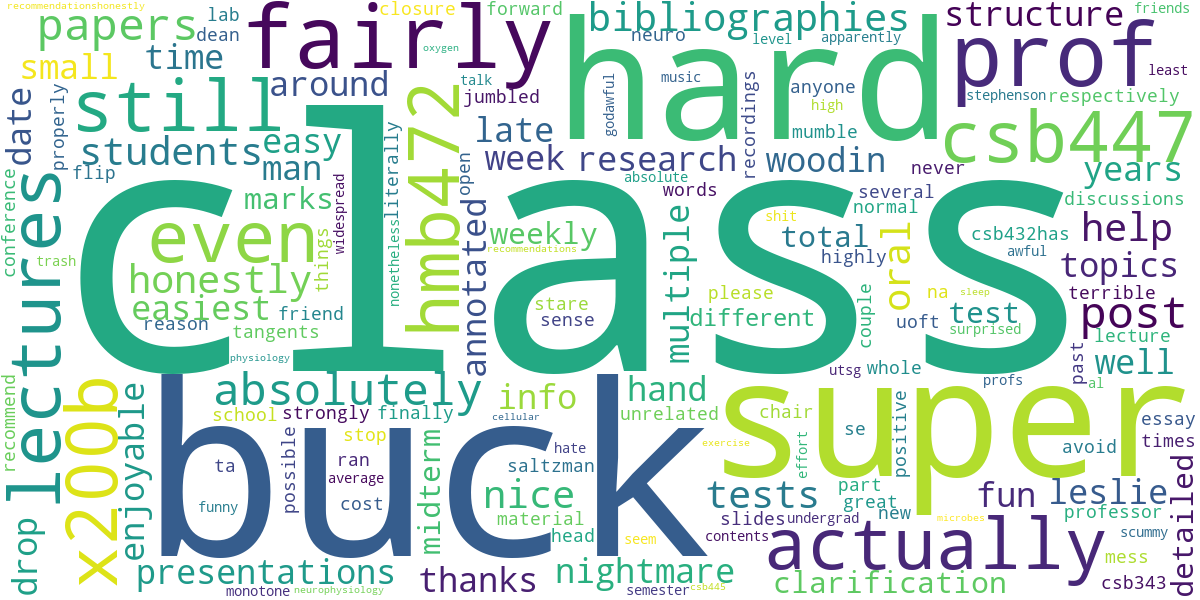 recommendationshonestly
closure
forward
friends
papers
lab
dean
fairly
hard
bibliographies
neuro
level
apparently
structure
prof
least
small
time
around
oxygen
talk
jumbled
godawful
music
anyone
high
mumble
stephenson
respectively
still
hmb472
late
recordings
csb447
date
properly
students
easy
man
flip
nonethelessliterally
open
week
research
absolute
words
woodin
never
years
several
normal
discussions
conference
lectures
trash
class
marks
widespread
things
annotated
weekly
multiple
shit
total
highly
oral
csb432has
awful
help
even
honestly
easiest
reason
friend
tangents
physiology
stare
sense
recommendations
please
different
couple
na
uoft
sleep
test
surprised
topics
terrible
post
lecture
utsg
whole
past
well
profs
al
recommend
x200b
enjoyable
buck
absolutely
school
strongly
finally
cellular
info
hand
unrelated
super
chair
se
positive
essay
times
avoid
stop
ran
average
midterm
hate
saltzman
exercise
effort
ta
possible
cost
nice
tests
part
great
fun
leslie
detailed
drop
funny
material
head
seem
slides
undergrad
contents
new
microbes
professor
scummy
actually
mess
presentations
monotone
neurophysiology
thanks
nightmare
semester
csb445
clarification
csb343